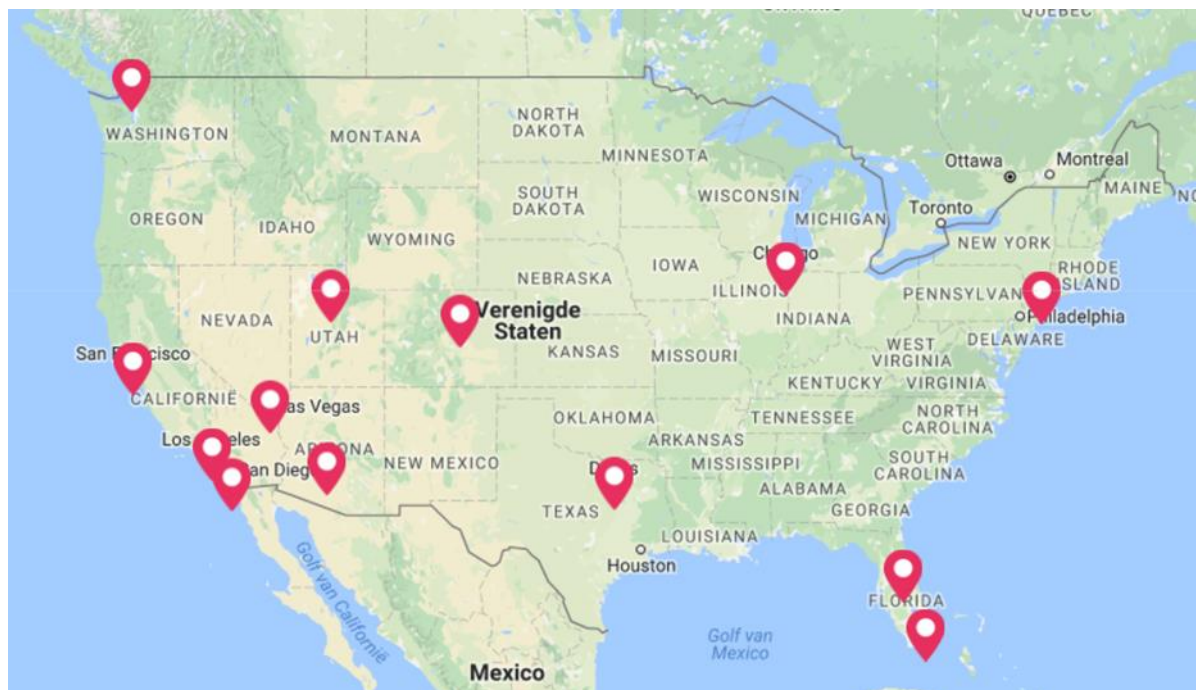 QUEBEC
WASHINGTON
MONTANA
NORTH
DAKOTA
MINNESOTA
Ottawa
Montreal
MAINE
OREGON
IDAHO
SOUTH
DAKOTA
WISCONSIN
MICHIGAN
Toronto
WYOMING
NEW YORK
IOWA
NEBRASKA
ILLINOIS
RHODE
ISLAND
NEVADA
UTAH
Verenigde
Staten
INDIANA
PENNSYLVAN
Philadelphia
DELAWARE
San Francisco
KANSAS
MISSOURI
WEST
VIRGINIA
KENTUCKY
VIRGINIA
CALIFORNIË
Las Vegas
OKLAHOMA
TENNESSEE
NORTH
CAROLINA
Los Angeles
ARIZONA
NEW MEXICO
ARKANSAS
MISSISSIPPI
SOUTH
CAROLINA
San Diego
ALABAMA
TEXAS
GEORGIA
LOUISIANA
Houston
Golf van Californië
FLORIDA
Golf van
Mexico
Mexico